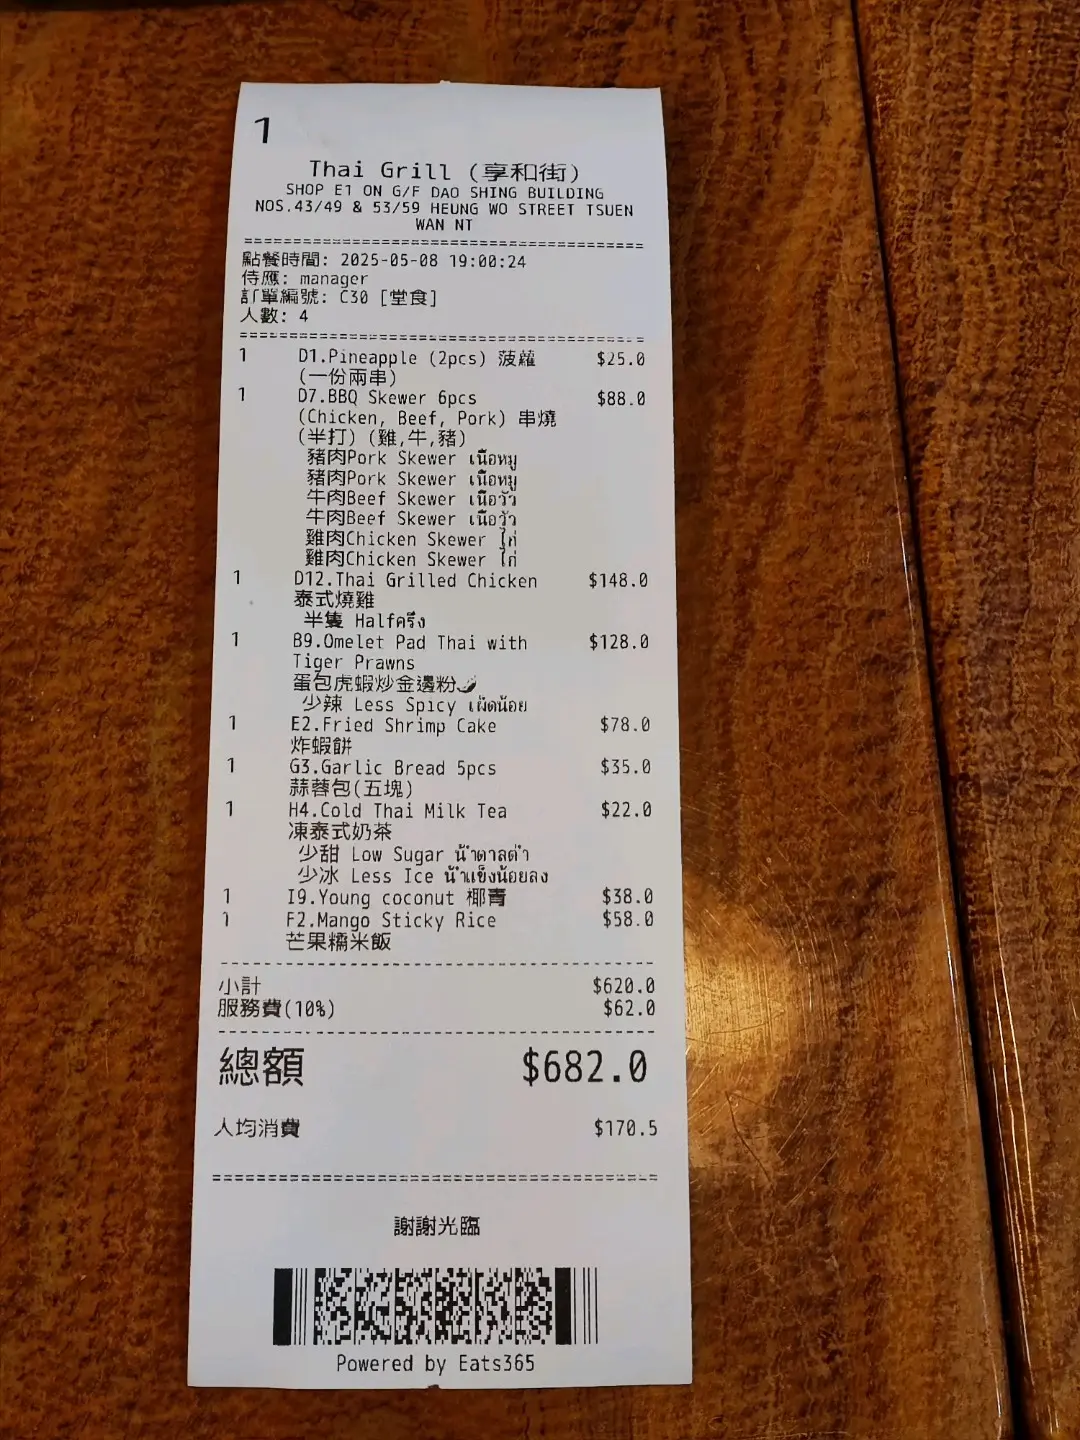 1
Thai Grill (享和街)
SHOP E1 ON G/F DAO SHING BUILDING
NOS.43/49 & 53/59 HEUNG WO STREET TSUEN
WAN NT
點餐時間: 2025-05-08 19:00:24
侍應: manager
訂單編號: C30 [堂食]
人數: 4
1 D1.Pineapple (2pcs) 菠蘿 $25.0
(一份兩串)
1 D7.BBQ Skewer 6pcs $88.0
(Chicken, Beef, Pork) 串燒
(半打) (雞,牛,豬)
豬肉Pork Skewer เนื้อหมู
豬肉Pork Skewer เนื้อหมู
牛肉Beef Skewer เนื้อวัว
牛肉Beef Skewer เนื้อวัว
雞肉Chicken Skewer ไก่
雞肉Chicken Skewer ไก่
1 D12.Thai Grilled Chicken $148.0
泰式燒雞
半隻 Halfครึ่ง
1 B9.Omelet Pad Thai with $128.0
Tiger Prawns
蛋包虎蝦炒金邊粉🌶
少辣 Less Spicy เผ็ดน้อย
1 E2.Fried Shrimp Cake $78.0
炸蝦餅
1 G3.Garlic Bread 5pcs $35.0
蒜蓉包(五塊)
1 H4.Cold Thai Milk Tea $22.0
凍泰式奶茶
少甜 Low Sugar น้ำตาลต่ำ
少冰 Less Ice น้ำแข็งน้อยลง
1 I9.Young coconut 椰青 $38.0
1 F2.Mango Sticky Rice $58.0
芒果糯米飯
小計 $620.0
服務費(10%) $62.0
總額 $682.0
人均消費 $170.5
謝謝光臨
Powered by Eats365